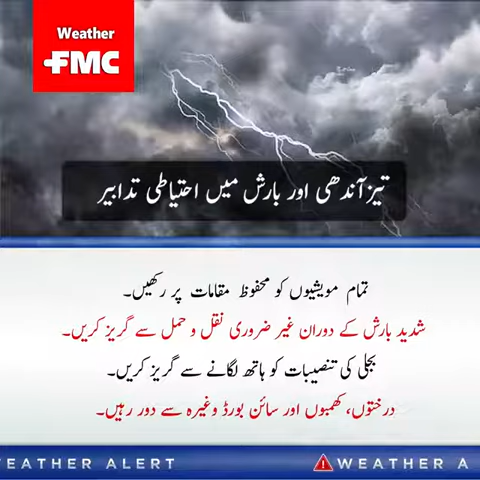 Weather
FMC
تیز آندھی اور بارش میں احتیاطی تدابیر
تمام مویشیوں کو محفوظ مقامات پر رکھیں۔
شدید بارش کے دوران غیر ضروری نقل و حمل سے گریز کریں۔
بجلی کی تنصیبات کو ہاتھ لگانے سے گریز کریں۔
درختوں، کھمبوں اور سائن بورڈ وغیرہ سے دور رہیں۔
EATHER ALERT WEATHER A